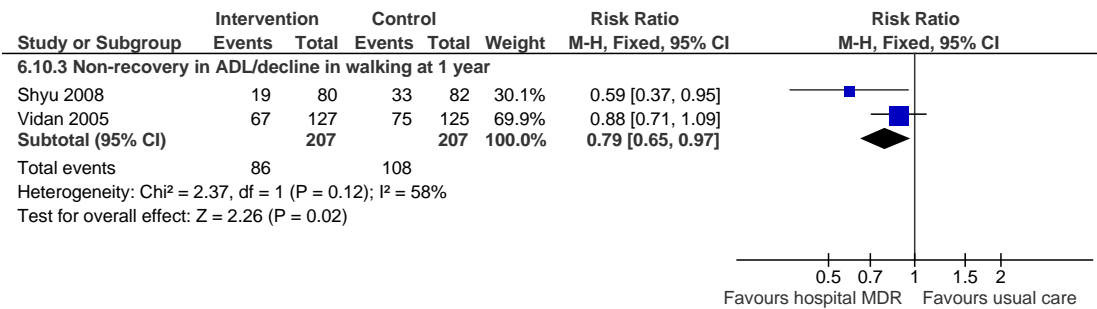 Intervention Control Risk Ratio Risk Ratio
Study or Subgroup Events Total Events Total Weight M-H, Fixed, 95% CI M-H, Fixed, 95% CI
6.10.3 Non-recovery in ADL/decline in walking at 1 year
Shyu 2008 19 80 33 82 30.1% 0.59 [0.37, 0.95]
Vidan 2005 67 127 75 125 69.9% 0.88 [0.71, 1.09]
Subtotal (95% CI) 207 207 100.0% 0.79 [0.65, 0.97]
Total events 86 108
Heterogeneity: Chi² = 2.37, df = 1 (P = 0.12); I² = 58%
Test for overall effect: Z = 2.26 (P = 0.02)
0.5 0.7 1 1.5 2
Favours hospital MDR Favours usual care